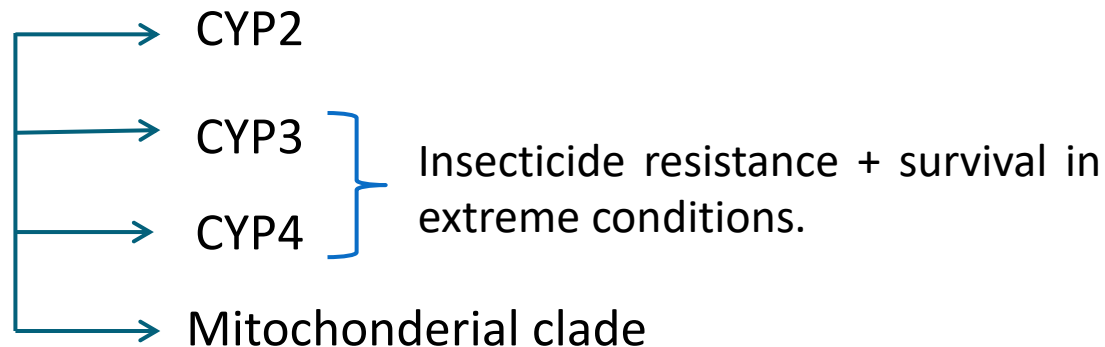 CYP2
CYP3
Insecticide resistance + survival in
extreme conditions.
CYP4
Mitochonderial clade